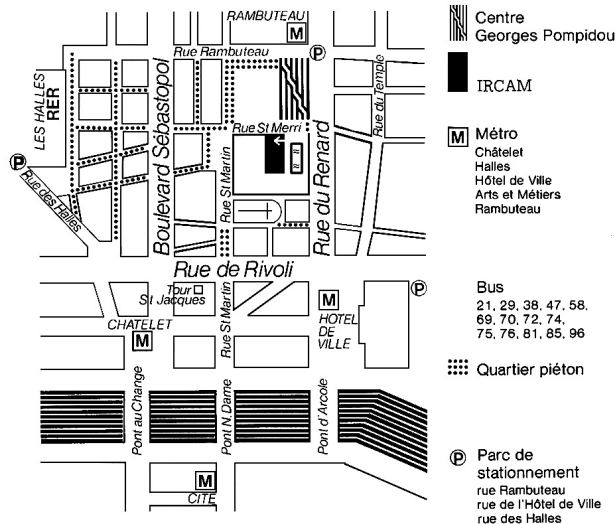 RAMBUTEAU
M
Rue Rambuteau
P
LES HALLES
RER
Boulevard Sébastopol
Rue du Temple
Rue St Merri
Rue du Renard
P
Rue des Halles
Rue St Martin
Rue de Rivoli
Tour
St Jacques
Rue St Martin
M
HOTEL
DE
VILLE
P
CHATELET
M
Pont au Change
Pont N. Dame
Pont d'Arcole
M
CITE
Centre
Georges Pompidou
IRCAM
M Métro
Châtelet
Halles
Hôtel de Ville
Arts et Métiers
Rambuteau
Bus
21, 29, 38, 47, 58,
69, 70, 72, 74,
75, 76, 81, 85, 96
Quartier piéton
P Parc de
stationnement
rue Rambuteau
rue de l'Hôtel de Ville
rue des Halles